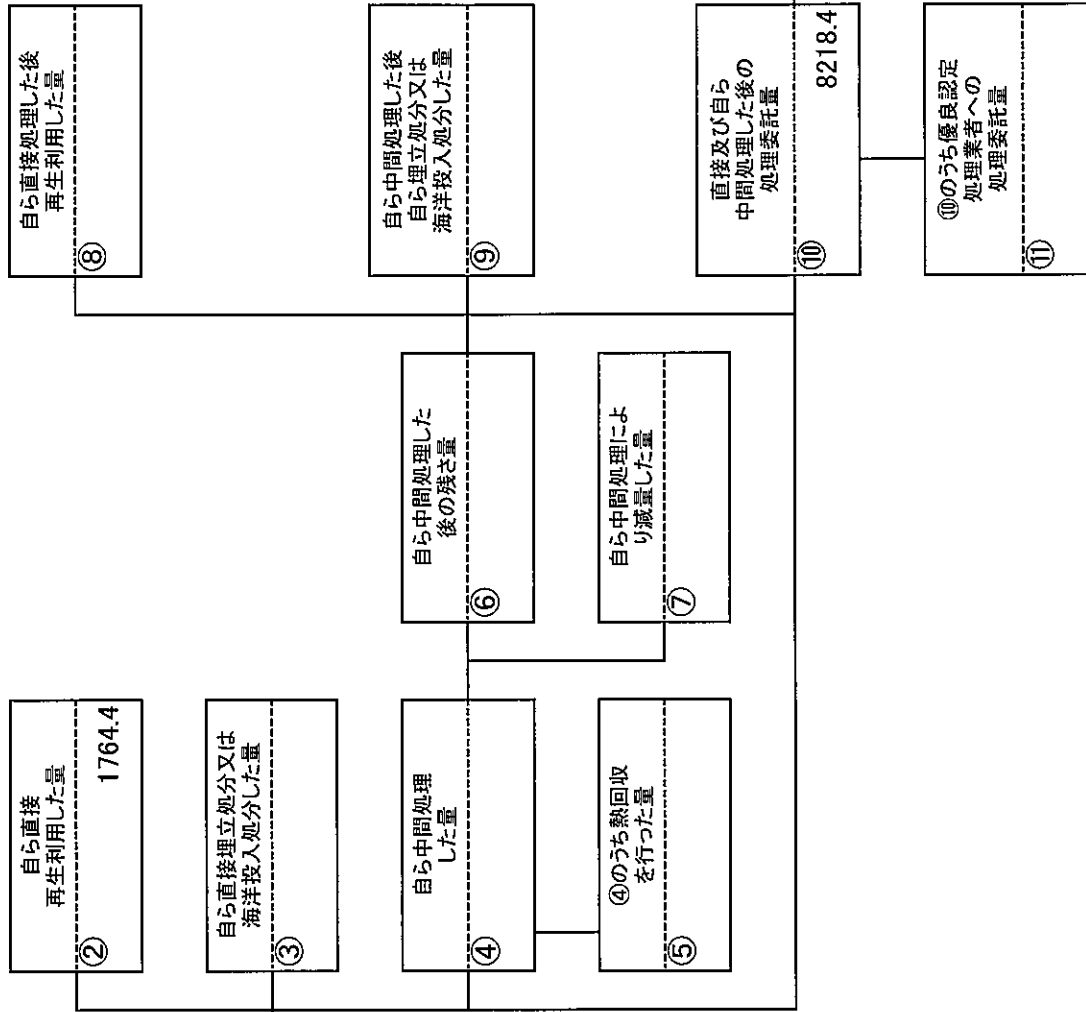 自ら直接
再生利用した量
②
1764.4
自ら直接埋立処分又は
海洋投入処分した量
③
自ら中間処理
した量
④
④のうち熱回収
を行った量
⑤
自ら中間処理した
後の残さ量
⑥
自ら中間処理によ
り減量した量
⑦
自ら直接処理した後
再生利用した量
⑧
自ら中間処理した後
自ら埋立処分又は
海洋投入処分した量
⑨
直接及び自ら
中間処理した後の
処理委託量
⑩
8218.4
⑩のうち優良認定
処理業者への
処理委託量
⑪